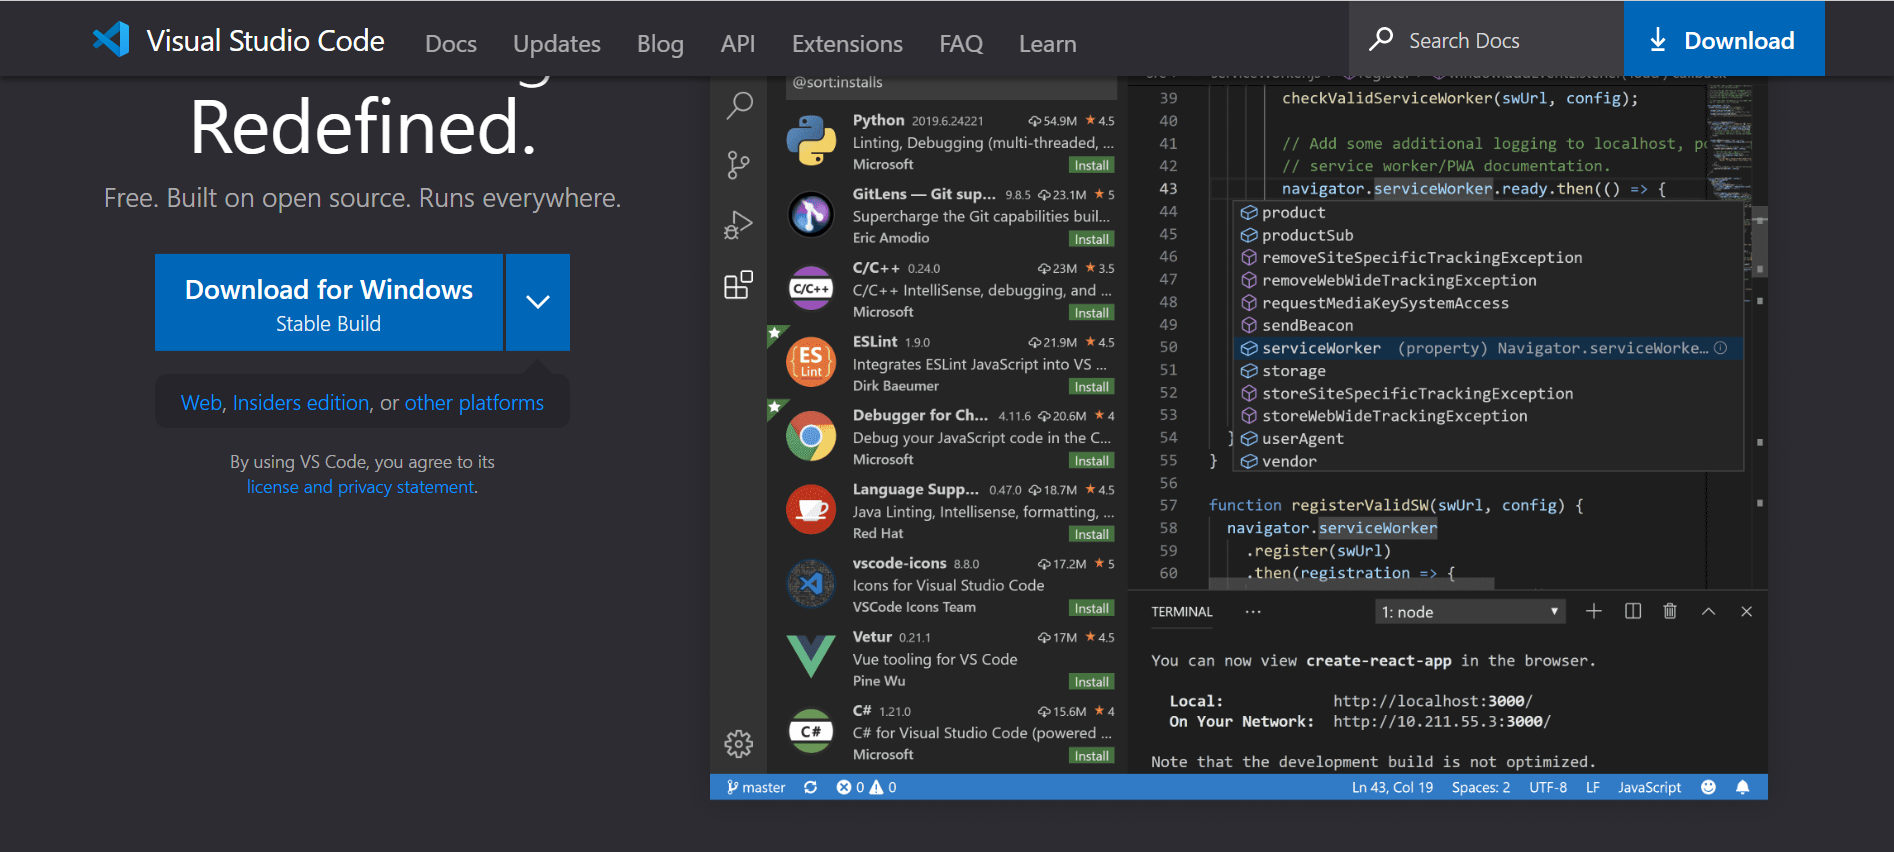 Visual Studio Code
Docs
Updates
Blog
API
Extensions
FAQ
Learn
Search Docs
Download
Redefined.
Free. Built on open source. Runs everywhere.
Download for Windows
Stable Build
Web, Insiders edition, or other platforms
By using VS Code, you agree to its
license and privacy statement.
@sort:installs
Python 2019.6.24221 54.9M ★ 4.5
Linting, Debugging (multi-threaded, ...
Microsoft Install
GitLens — Git sup... 9.8.5 23.1M ★ 5
Supercharge the Git capabilities buil...
Eric Amodio Install
C/C++ 0.24.0 23M ★ 3.5
C/C++
C/C++ IntelliSense, debugging, and ...
Microsoft Install
ESLint 1.9.0 21.9M ★ 4.5
ES
Lint
Integrates ESLint JavaScript into VS ...
Dirk Baeumer Install
Debugger for Ch... 4.11.6 20.6M ★ 4
Debug your JavaScript code in the C...
Microsoft Install
Language Supp... 0.47.0 18.7M ★ 4.5
Java Linting, Intellisense, formatting, ...
Red Hat Install
vscode-icons 8.8.0 17.2M ★ 5
Icons for Visual Studio Code
VSCode Icons Team Install
Vetur 0.21.1 17M ★ 4.5
Vue tooling for VS Code
Pine Wu Install
C# 1.21.0 15.6M ★ 4
C#
C# for Visual Studio Code (powered ...
Microsoft Install
39 checkValidServiceWorker(swUrl, config);
40
41 // Add some additional logging to localhost, po
42 // service worker/PWA documentation.
43 navigator.serviceWorker.ready.then(() => {
44 product
45 productSub
46 removeSiteSpecificTrackingException
47 removeWebWideTrackingException
48 requestMediaKeySystemAccess
49 sendBeacon
50 serviceWorker (property) Navigator.serviceWorke...
51 storage
52 storeSiteSpecificTrackingException
53 storeWebWideTrackingException
54 } userAgent
55 } vendor
56
57 function registerValidSW(swUrl, config) {
58 navigator.serviceWorker
59 .register(swUrl)
60 .then(registration => {
TERMINAL ... 1: node
You can now view create-react-app in the browser.
Local: http://localhost:3000/
On Your Network: http://10.211.55.3:3000/
Note that the development build is not optimized.
master 0 0 Ln 43, Col 19 Spaces: 2 UTF-8 LF JavaScript